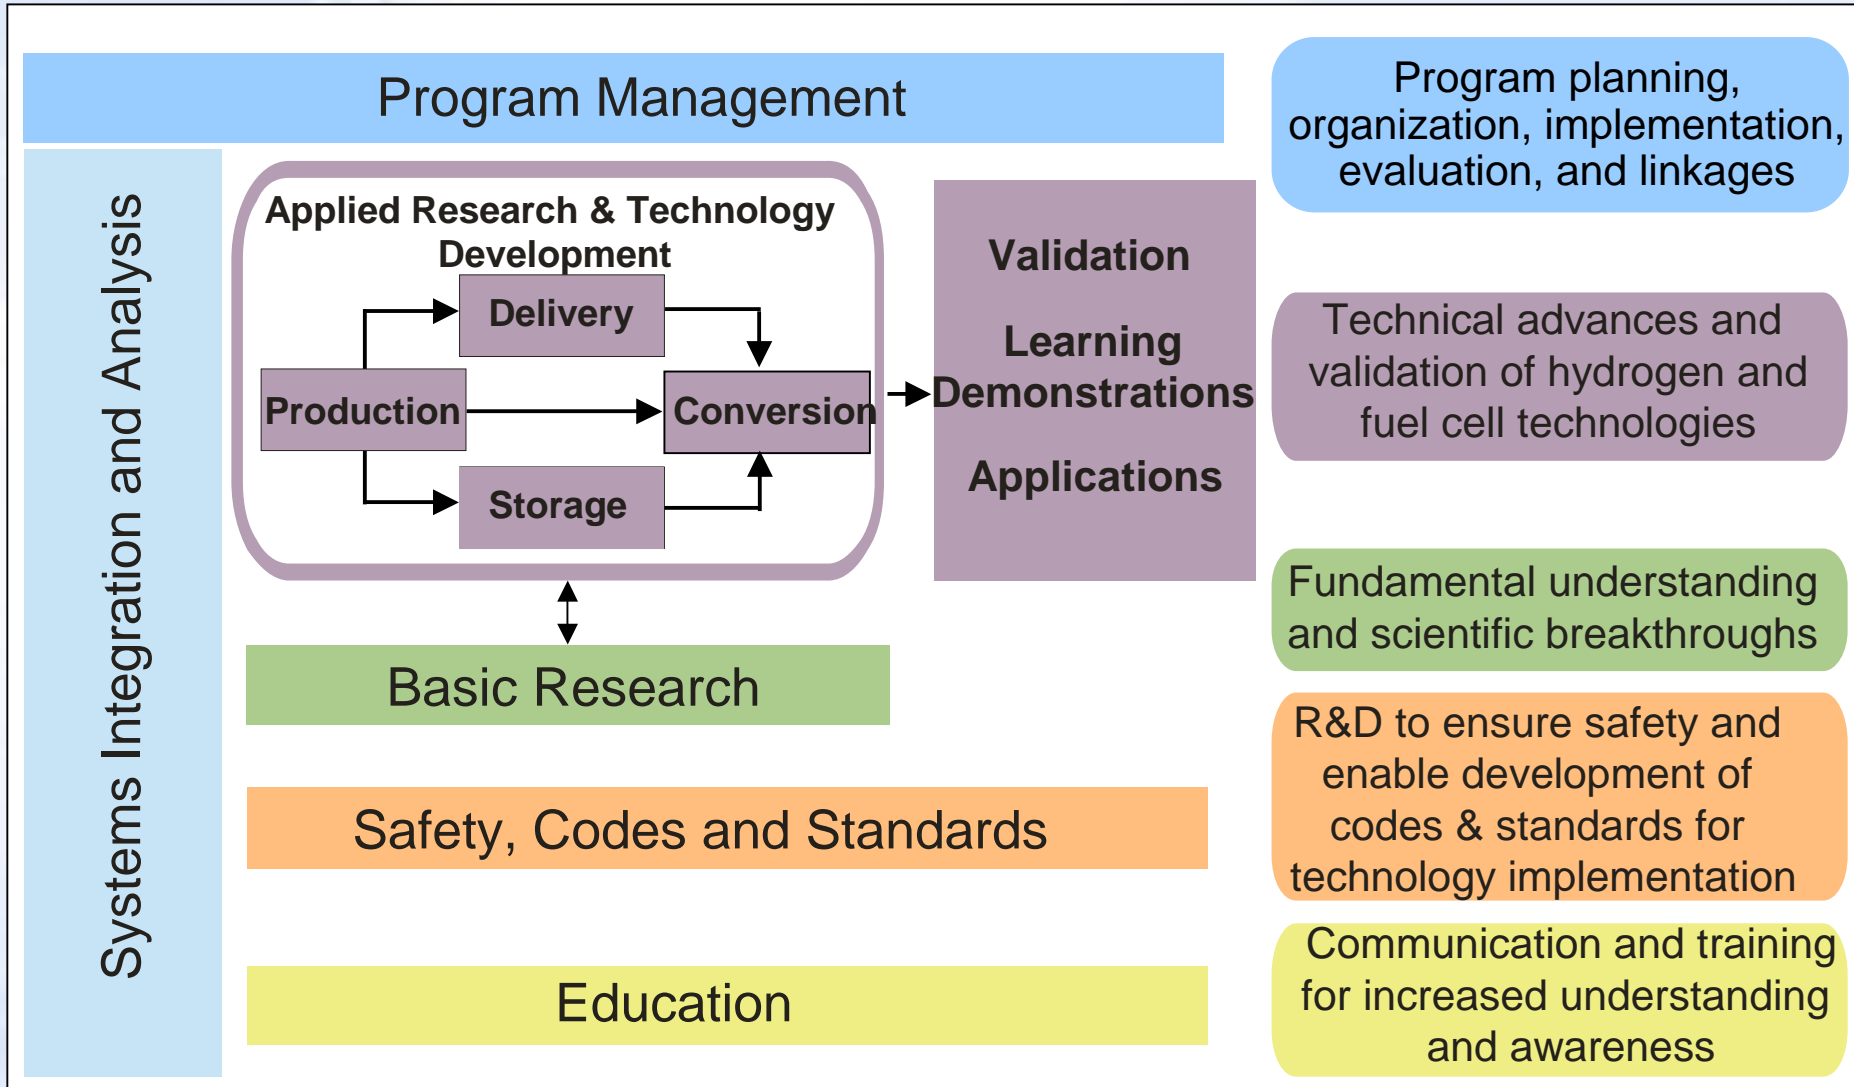 Program Management
Program planning,
organization, implementation,
evaluation, and linkages
Systems Integration and Analysis
Applied Research & Technology
Development
Delivery
Production
Conversion
Storage
Validation
Learning
Demonstrations
Applications
Technical advances and
validation of hydrogen and
fuel cell technologies
Basic Research
Fundamental understanding
and scientific breakthroughs
Safety, Codes and Standards
R&D to ensure safety and
enable development of
codes & standards for
technology implementation
Education
Communication and training
for increased understanding
and awareness